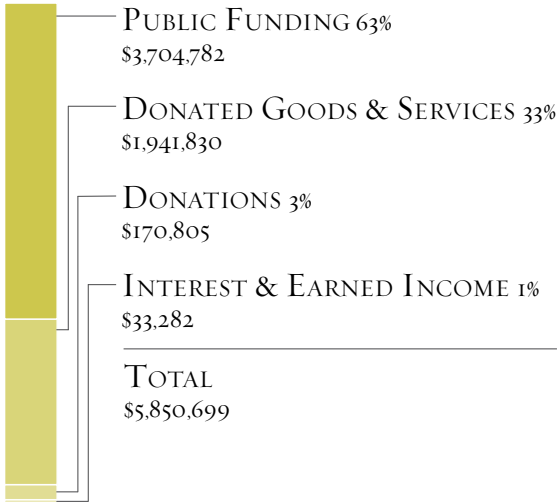 Public Funding 63%
$3,704,782
Donated Goods & Services 33%
$1,941,830
Donations 3%
$170,805
Interest & Earned Income 1%
$33,282
Total
$5,850,699